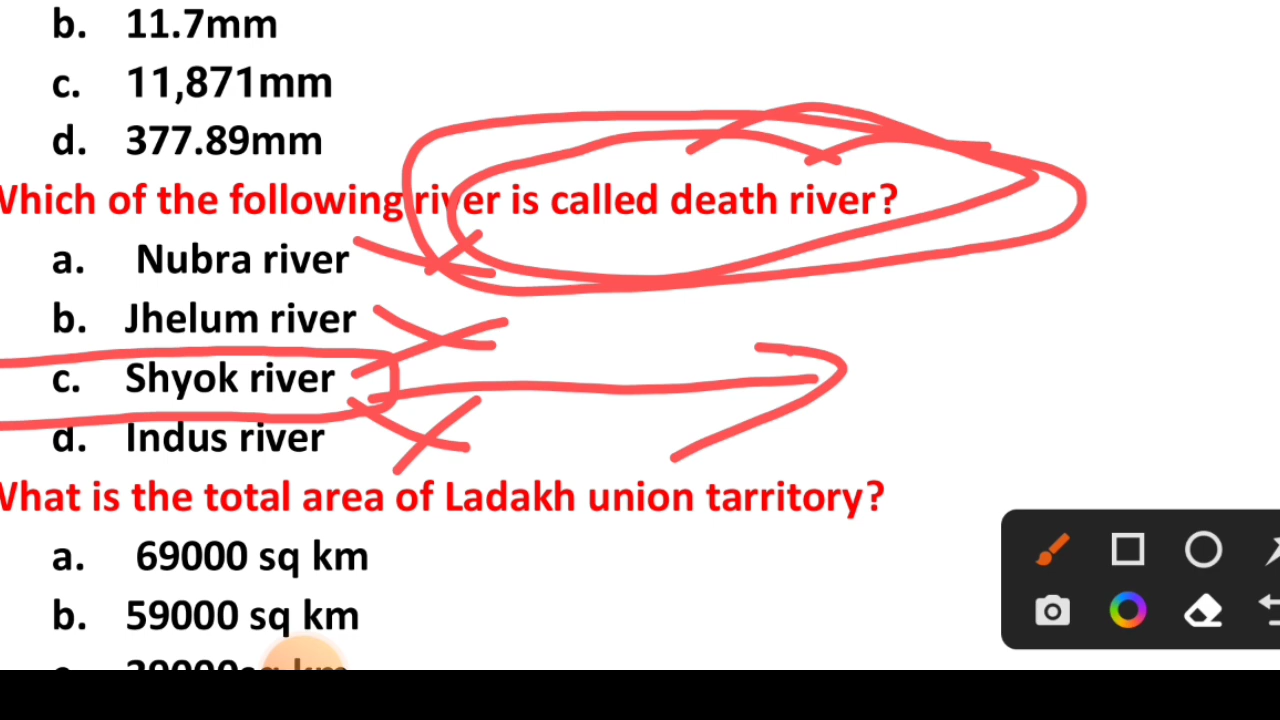 b. 11.7mm
c. 11,871mm
d. 377.89mm
Which of the following river is called death river?
a. Nubra river
b. Jhelum river
c. Shyok river
d. Indus river
What is the total area of Ladakh union tarritory?
a. 69000 sq km
b. 59000 sq km